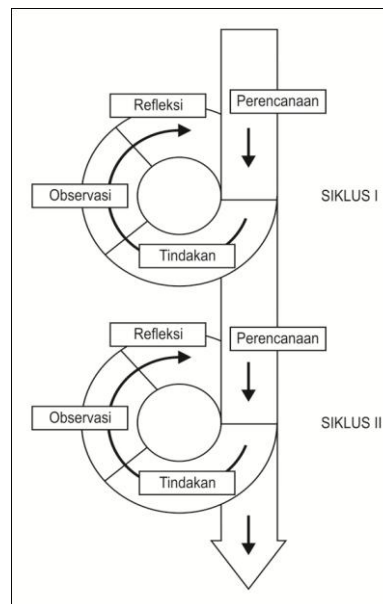 Refleksi
Perencanaan
Observasi
SIKLUS I
Tindakan
Refleksi
Perencanaan
Observasi
SIKLUS II
Tindakan